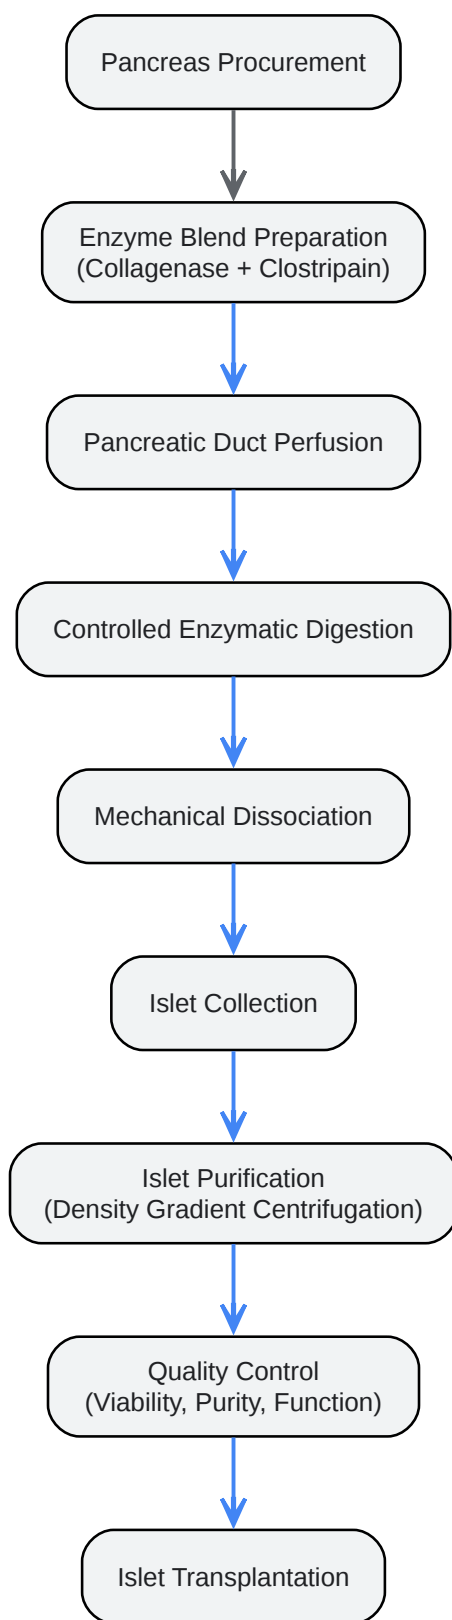 Pancreas Procurement
Enzyme Blend Preparation
(Collagenase + Clostripain)
Pancreatic Duct Perfusion
Controlled Enzymatic Digestion
Mechanical Dissociation
Islet Collection
Islet Purification
(Density Gradient Centrifugation)
Quality Control
(Viability, Purity, Function)
Islet Transplantation